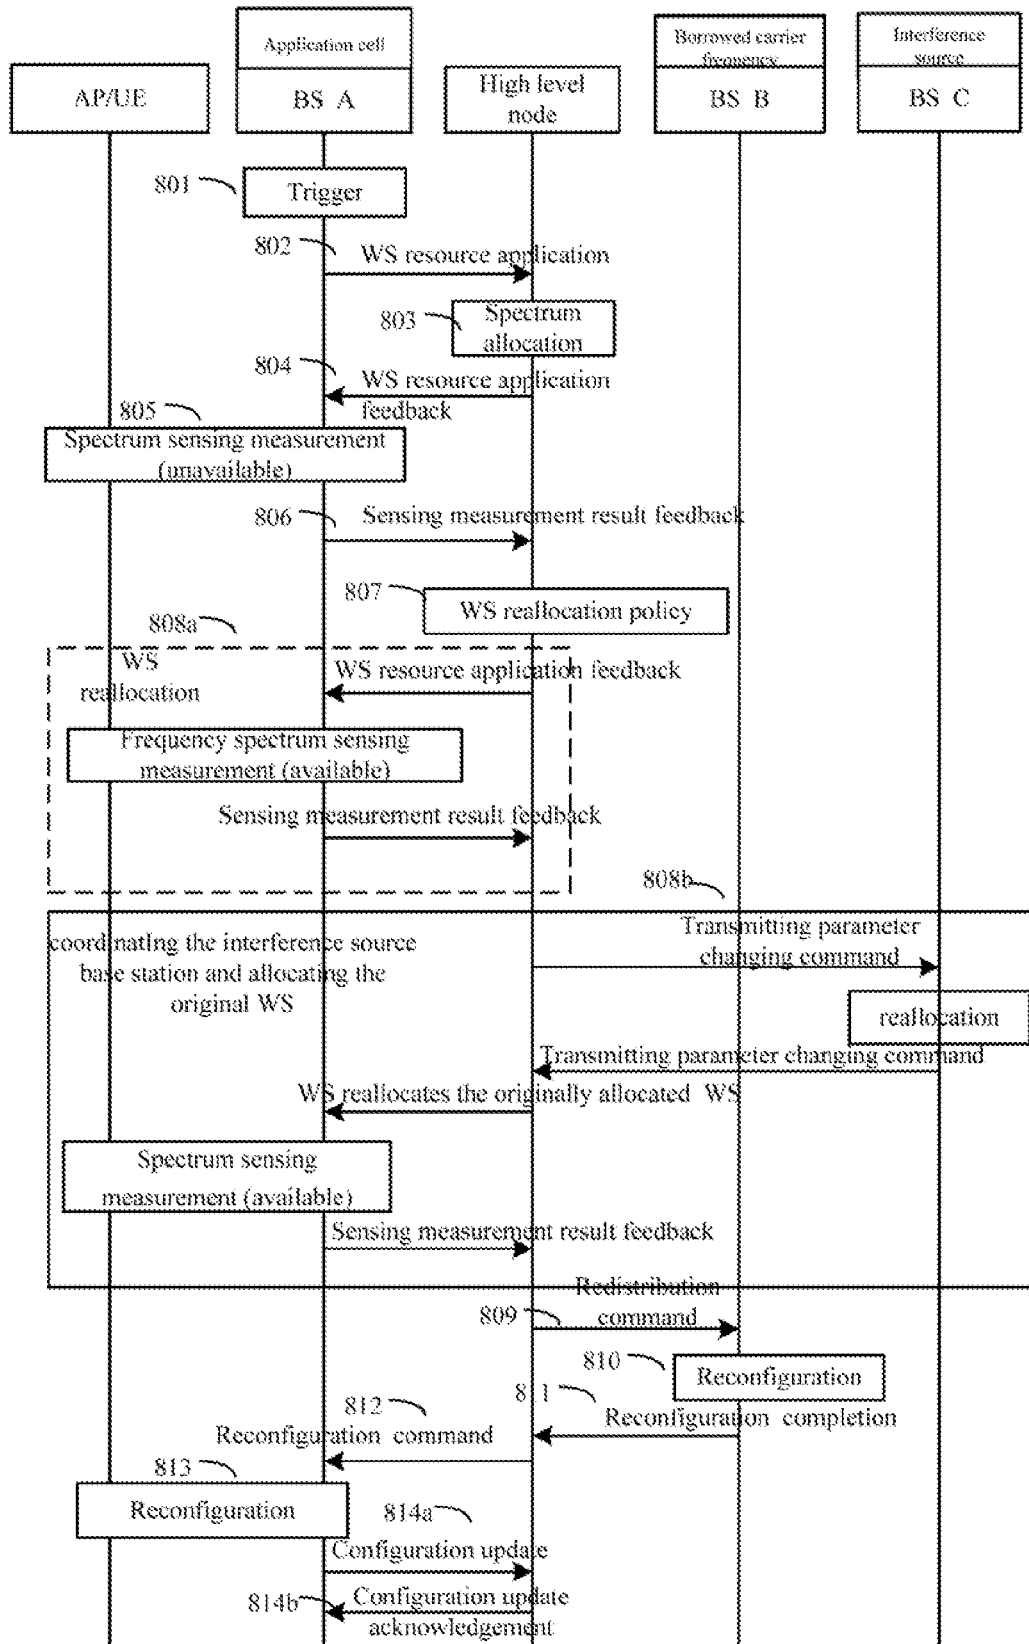 AP/UE
Application cell
BS A
High level
node
Borrowed carrier
frequency
BS B
Interference
source
BS C
801
Trigger
802
WS resource application
803
Spectrum
allocation
804
WS resource application
feedback
805
Spectrum sensing measurement
(unavailable)
806
Sensing measurement result feedback
807
WS reallocation policy
808a
WS
reallocation
WS resource application feedback
Frequency spectrum sensing
measurement (available)
Sensing measurement result feedback
808b
coordinating the interference source
base station and allocating the
original WS
Transmitting parameter
changing command
reallocation
Transmitting parameter changing command
WS reallocates the originally allocated WS
Spectrum sensing
measurement (available)
Sensing measurement result feedback
809
Redistribution
command
810
Reconfiguration
811
Reconfiguration completion
812
Reconfiguration command
813
Reconfiguration
814a
Configuration update
814b
Configuration update
acknowledgement